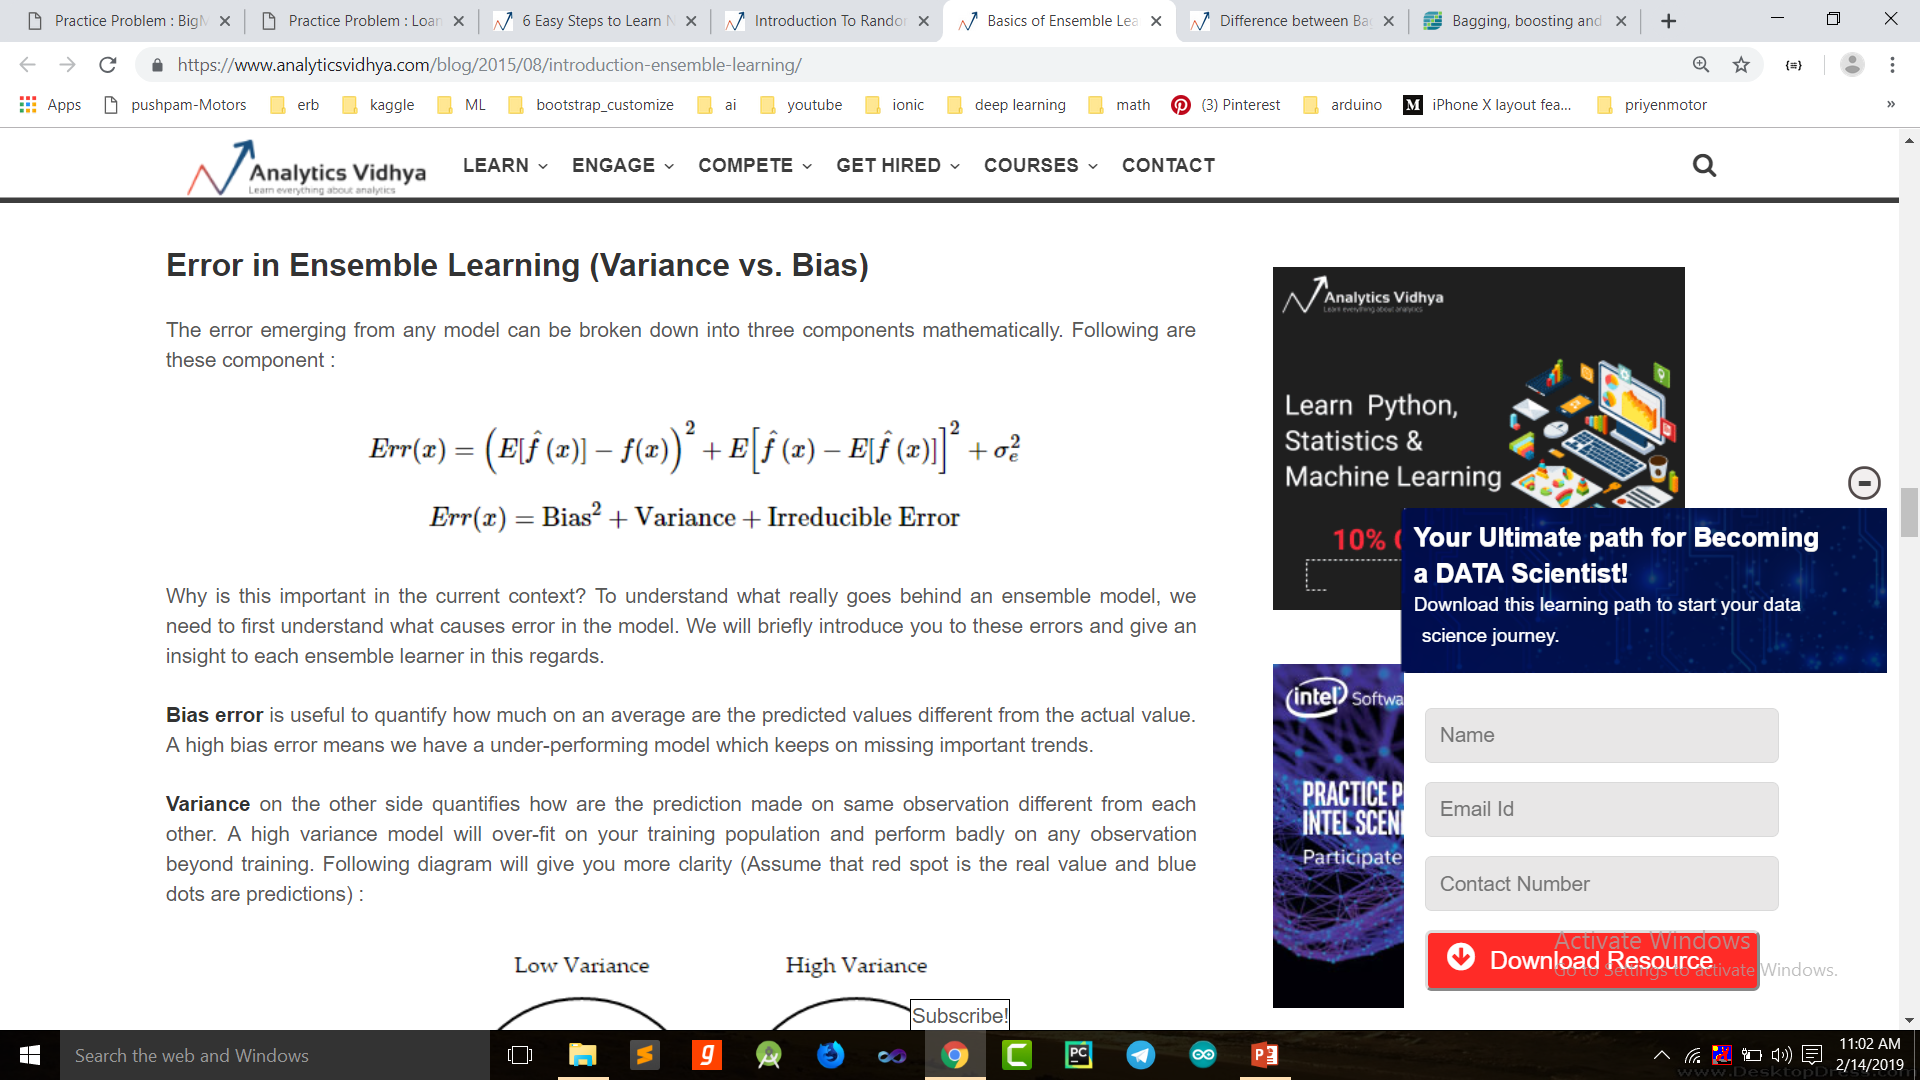 Practice Problem : BigM
Practice Problem : Loan
6 Easy Steps to Learn N
Introduction To Random
Basics of Ensemble Lea
Difference between Ba
Bagging, boosting and
https://www.analyticsvidhya.com/blog/2015/08/introduction-ensemble-learning/
Apps pushpam-Motors erb kaggle ML bootstrap_customize ai youtube ionic deep learning math (3) Pinterest arduino M iPhone X layout fea... priyenmotor »
Analytics Vidhya
Learn everything about analytics
LEARN ENGAGE COMPETE GET HIRED COURSES CONTACT
Error in Ensemble Learning (Variance vs. Bias)
The error emerging from any model can be broken down into three components mathematically. Following are
these component :
Err(x) = (E[f̂(x)] − f(x))² + E[f̂(x) − E[f̂(x)]]² + σₑ²
Err(x) = Bias² + Variance + Irreducible Error
Why is this important in the current context? To understand what really goes behind an ensemble model, we
need to first understand what causes error in the model. We will briefly introduce you to these errors and give an
insight to each ensemble learner in this regards.
Bias error is useful to quantify how much on an average are the predicted values different from the actual value.
A high bias error means we have a under-performing model which keeps on missing important trends.
Variance on the other side quantifies how are the prediction made on same observation different from each
other. A high variance model will over-fit on your training population and perform badly on any observation
beyond training. Following diagram will give you more clarity (Assume that red spot is the real value and blue
dots are predictions) :
Low Variance High Variance
Subscribe!
Analytics Vidhya
Learn everything about analytics
Learn Python,
Statistics &
Machine Learning
10%
Your Ultimate path for Becoming
a DATA Scientist!
Download this learning path to start your data
science journey.
intel Softwa
PRACTICE P
INTEL SCEN
Participate
Name
Email Id
Contact Number
Download Resource
Activate Windows
Go to Settings to activate Windows.
Search the web and Windows
PC
11:02 AM
2/14/2019